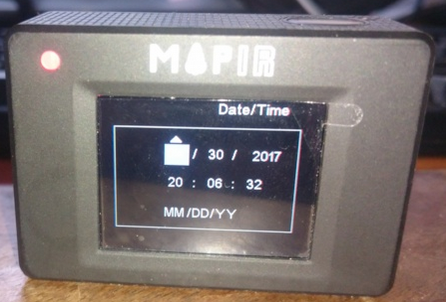 MAPIR
Date/Time
/ 30 / 2017
20 : 06 : 32
MM/DD/YY